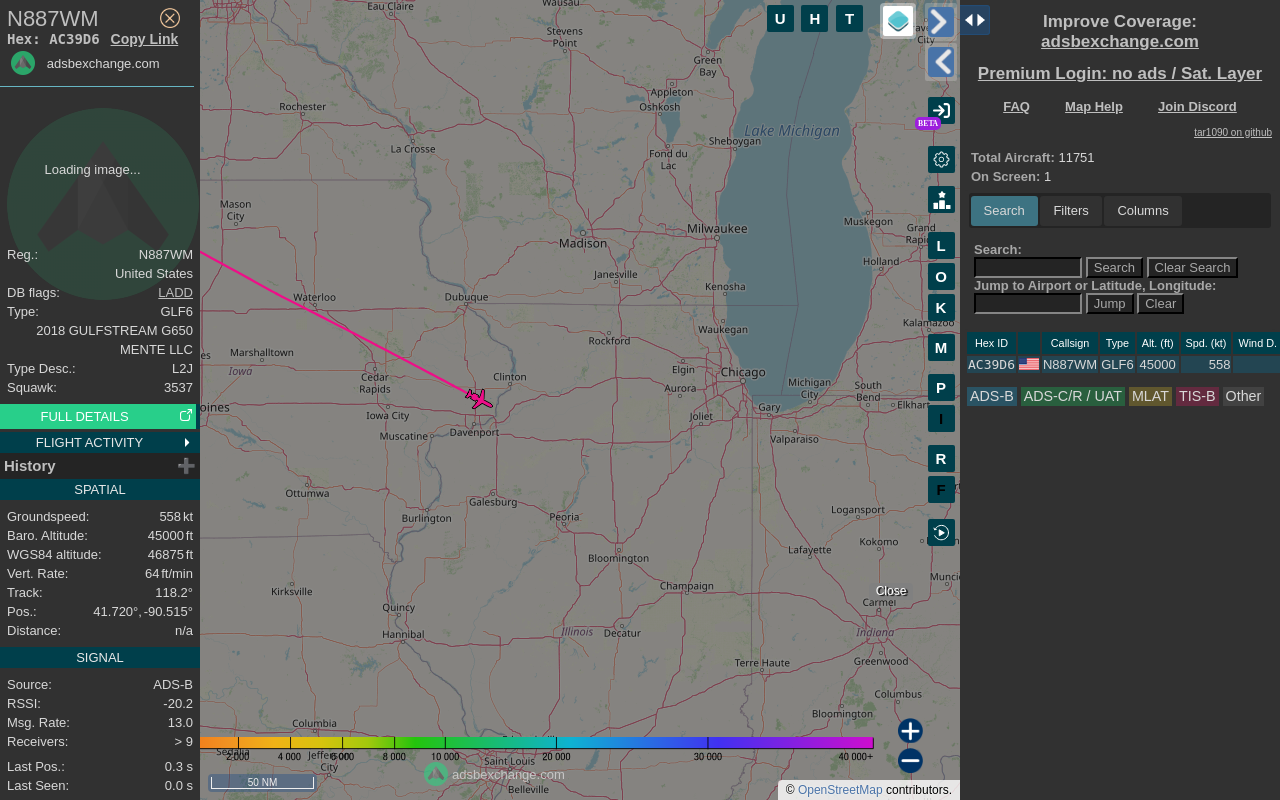 N887WM
Hex: AC39D6 Copy Link
adsbexchange.com
Loading image...
Reg.: N887WM
United States
DB flags: LADD
Type: GLF6
2018 GULFSTREAM G650
MENTE LLC
Type Desc.: L2J
Squawk: 3537
FULL DETAILS
FLIGHT ACTIVITY
History
SPATIAL
Groundspeed: 558 kt
Baro. Altitude: 45000 ft
WGS84 altitude: 46875 ft
Vert. Rate: 64 ft/min
Track: 118.2°
Pos.: 41.720°, -90.515°
Distance: n/a
SIGNAL
Source: ADS-B
RSSI: -20.2
Msg. Rate: 13.0
Receivers: > 9
Last Pos.: 0.3 s
Last Seen: 0.0 s
Eau Claire
Wausau
Stevens
Point
Green
Bay
Appleton
Oshkosh
Rochester
La Crosse
Lake Michigan
Sheboygan
Fond du
Lac
Mason
City
Madison
Milwaukee
Muskegon
Grand
Holland
Janesville
Kenosha
Waterloo
Dubuque
Waukegan
Kalamazoo
Rockford
Marshalltown
Iowa
Cedar
Rapids
Clinton
Elgin
Chicago
Aurora
Michigan
City
South
Bend
Elkhart
Gary
Joliet
oines
Iowa City
Muscatine
Davenport
Valparaiso
Ottumwa
Galesburg
Burlington
Peoria
Logansport
Bloomington
Lafayette
Kokomo
Muncie
Kirksville
Champaign
Quincy
Close
Carmel
Hannibal
Illinois
Decatur
Indiana
Terre Haute
Greenwood
Columbus
Bloomington
Columbia
Sedalia
Jefferson
City
Saint Louis
Belleville
2 000 4 000 6 000 8 000 10 000 20 000 30 000 40 000+
50 NM
adsbexchange.com
© OpenStreetMap contributors.
U H T
BETA
L
O
K
M
P
I
R
F
Improve Coverage:
adsbexchange.com
Premium Login: no ads / Sat. Layer
FAQ Map Help Join Discord
tar1090 on github
Total Aircraft: 11751
On Screen: 1
Search Filters Columns
Search:
Search Clear Search
Jump to Airport or Latitude, Longitude:
Jump Clear
Hex ID Callsign Type Alt. (ft) Spd. (kt) Wind D.
AC39D6 N887WM GLF6 45000 558
ADS-B ADS-C/R / UAT MLAT TIS-B Other